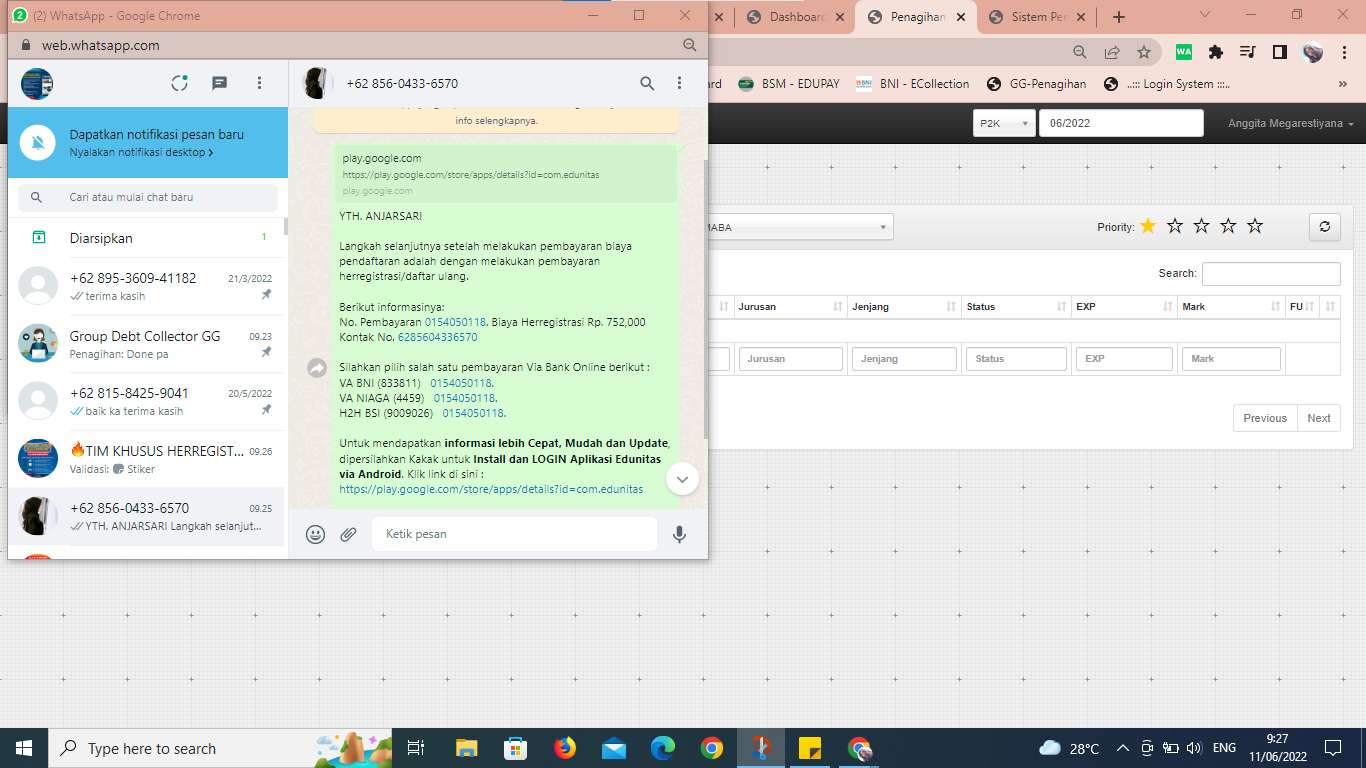 2 (2) WhatsApp - Google Chrome
web.whatsapp.com
Dapatkan notifikasi pesan baru
Nyalakan notifikasi desktop >
Cari atau mulai chat baru
Diarsipkan 1
+62 895-3609-41182 21/3/2022
terima kasih
Group Debt Collector GG 09.23
Penagihan: Done pa
+62 815-8425-9041 20/5/2022
baik ka terima kasih
🔥TIM KHUSUS HERREGIST... 09.26
Validasi: Stiker
+62 856-0433-6570 09.25
YTH. ANJARSARI Langkah selanjut...
+62 856-0433-6570
info selengkapnya.
play.google.com
https://play.google.com/store/apps/details?id=com.edunitas
play.google.com
YTH. ANJARSARI
Langkah selanjutnya setelah melakukan pembayaran biaya
pendaftaran adalah dengan melakukan pembayaran
herregistrasi/daftar ulang.
Berikut informasinya:
No. Pembayaran 0154050118. Biaya Herregistrasi Rp. 752,000
Kontak No. 6285604336570
Silahkan pilih salah satu pembayaran Via Bank Online berikut :
VA BNI (833811) 0154050118.
VA NIAGA (4459) 0154050118.
H2H BSI (9009026) 0154050118.
Untuk mendapatkan informasi lebih Cepat, Mudah dan Update,
dipersilahkan Kakak untuk Install dan LOGIN Aplikasi Edunitas
via Android. Klik link di sini :
https://play.google.com/store/apps/details?id=com.edunitas
Ketik pesan
Dashboard Penagihan Sistem Per
WA
ard BSM - EDUPAY BNI - ECollection GG-Penagihan ..::: Login System :::.. »
P2K 06/2022 Anggita Megarestiyana
MABA Priority:
Search:
Jurusan Jenjang Status EXP Mark FU
Jurusan Jenjang Status EXP Mark
Previous Next
Type here to search
28°C ENG 9:27
11/06/2022